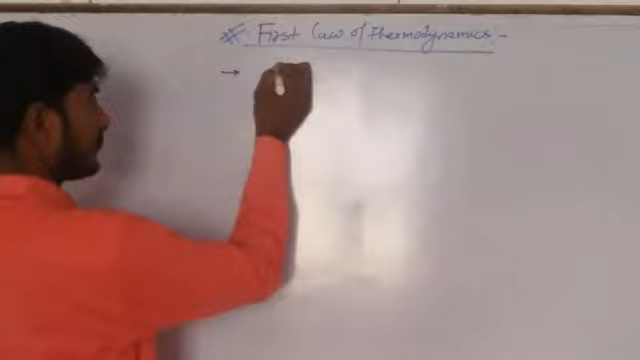 * First law of thermodynamics -
→